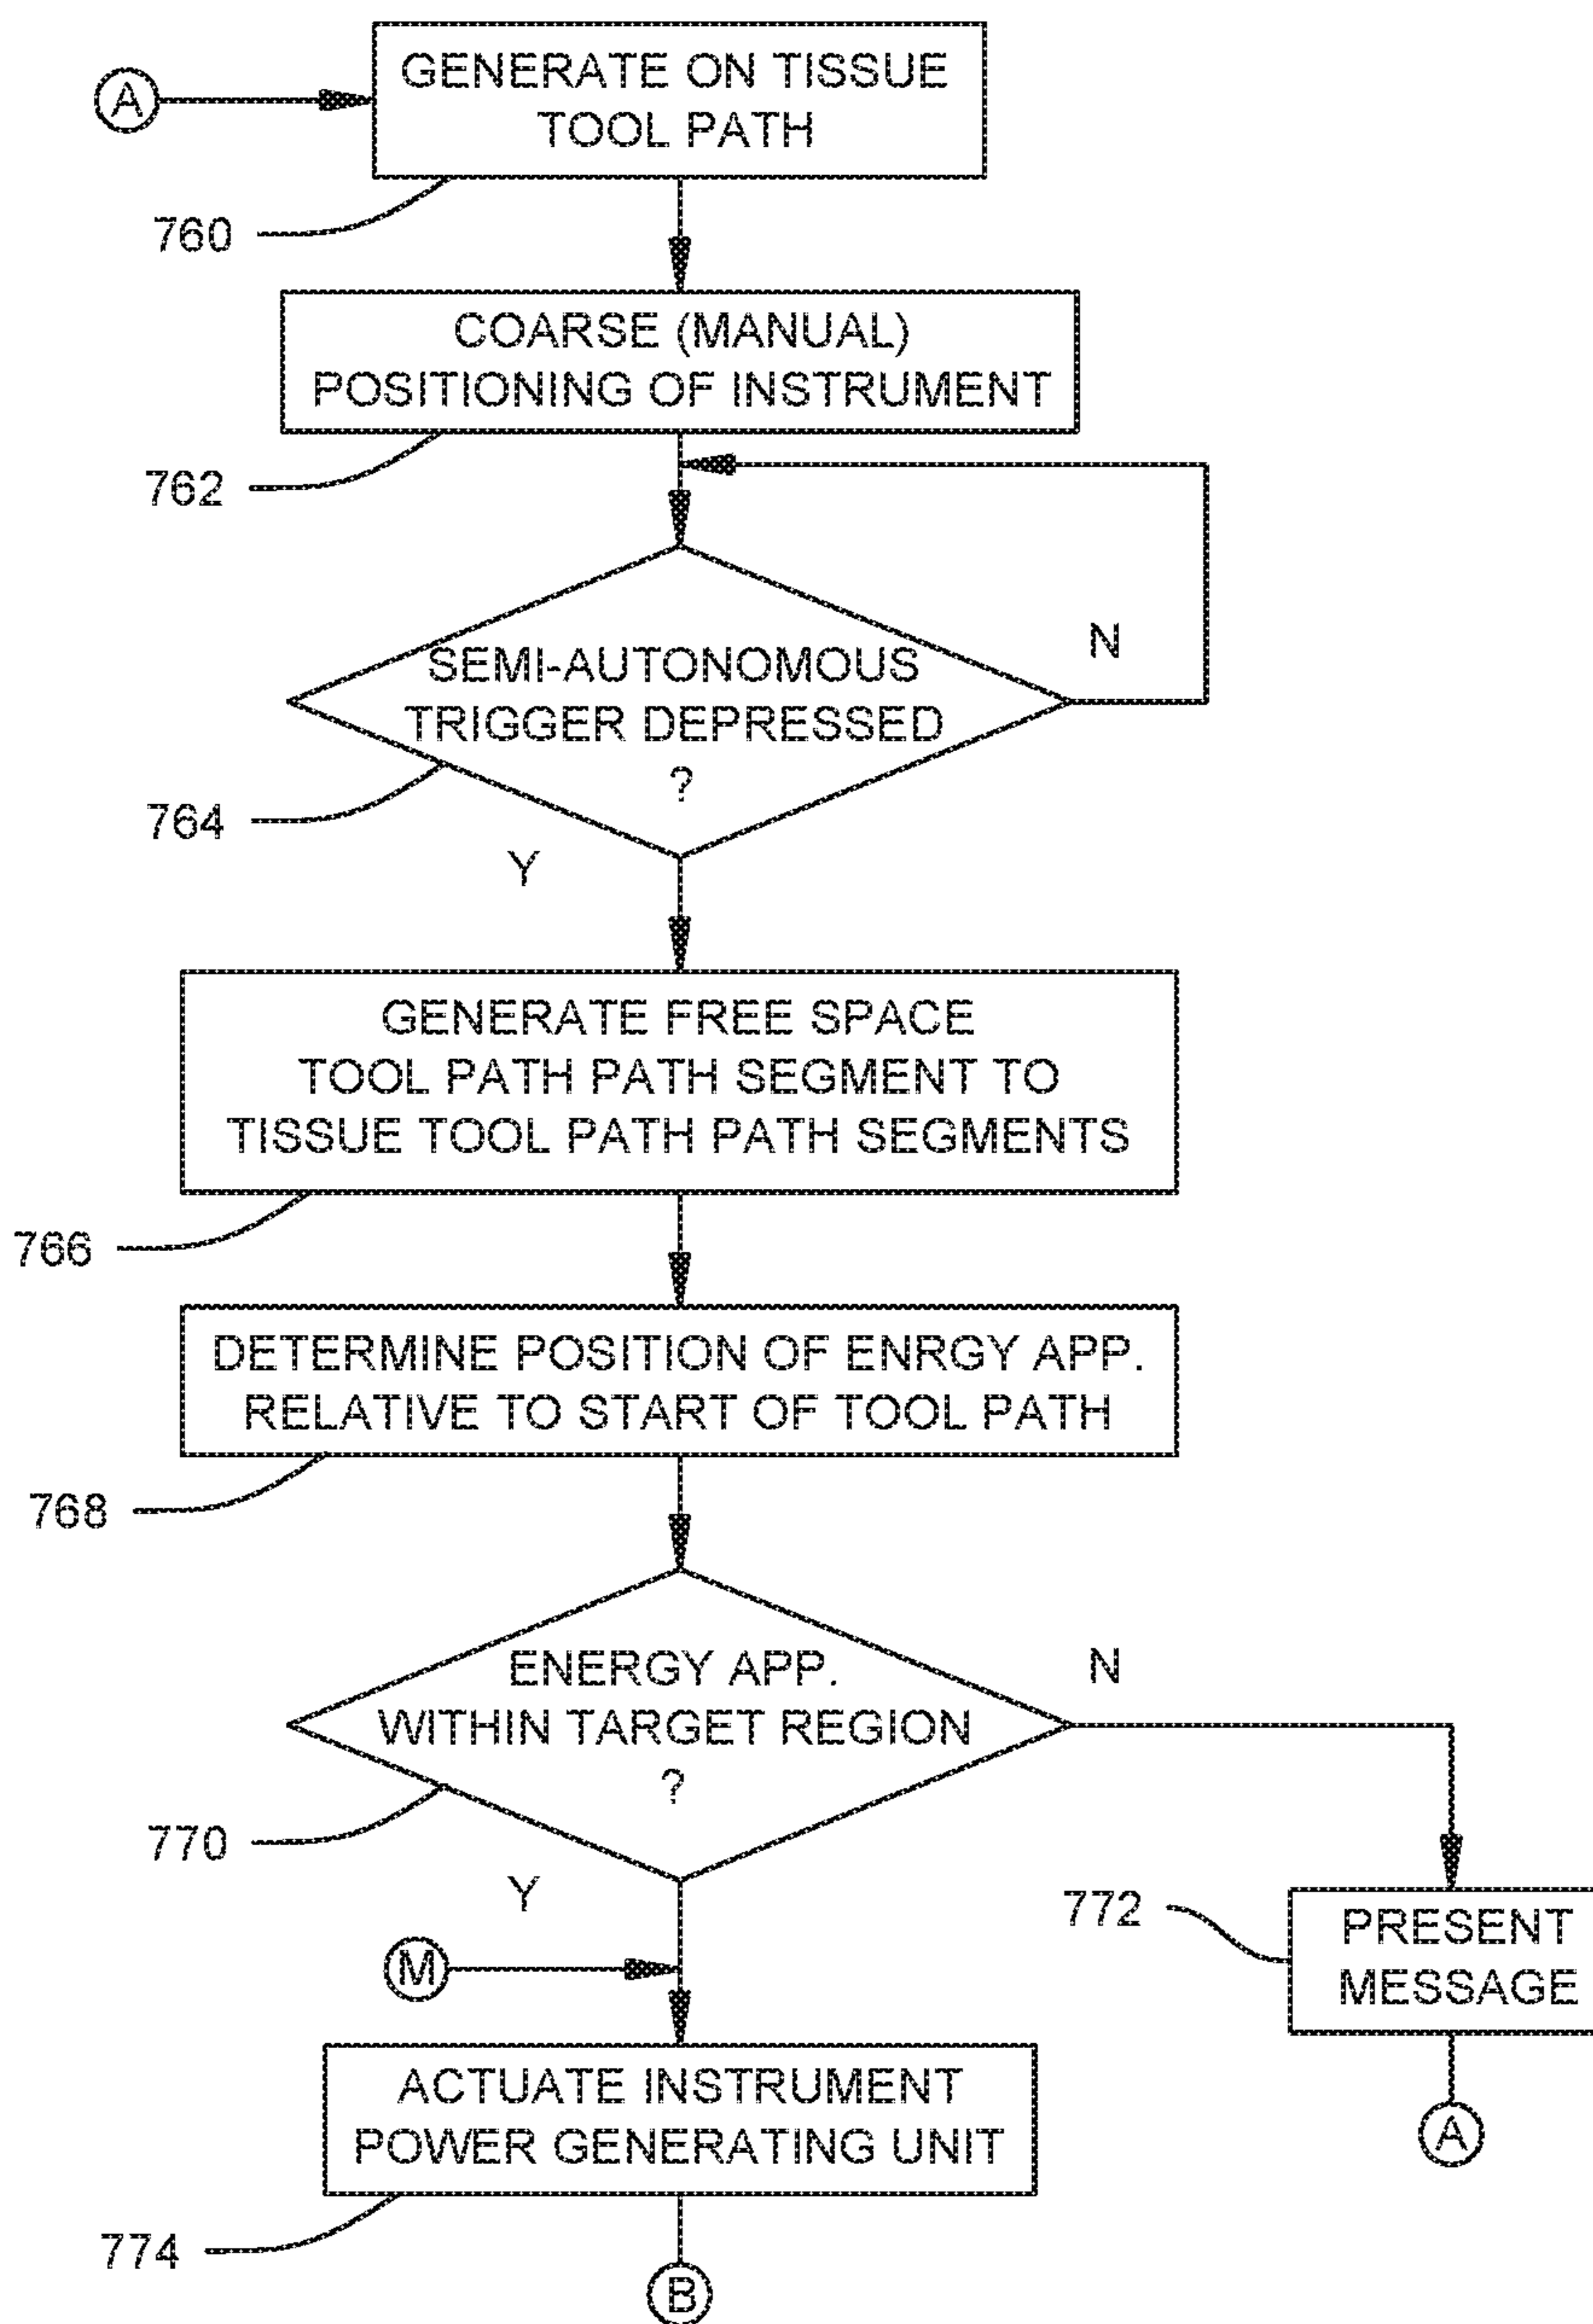 A
GENERATE ON TISSUE
TOOL PATH
760
COARSE (MANUAL)
POSITIONING OF INSTRUMENT
762
SEMI-AUTONOMOUS
TRIGGER DEPRESSED
?
N
764
Y
GENERATE FREE SPACE
TOOL PATH PATH SEGMENT TO
TISSUE TOOL PATH PATH SEGMENTS
766
DETERMINE POSITION OF ENRGY APP.
RELATIVE TO START OF TOOL PATH
768
ENERGY APP.
WITHIN TARGET REGION
?
N
770
Y
772
PRESENT
MESSAGE
M
ACTUATE INSTRUMENT
POWER GENERATING UNIT
A
774
B